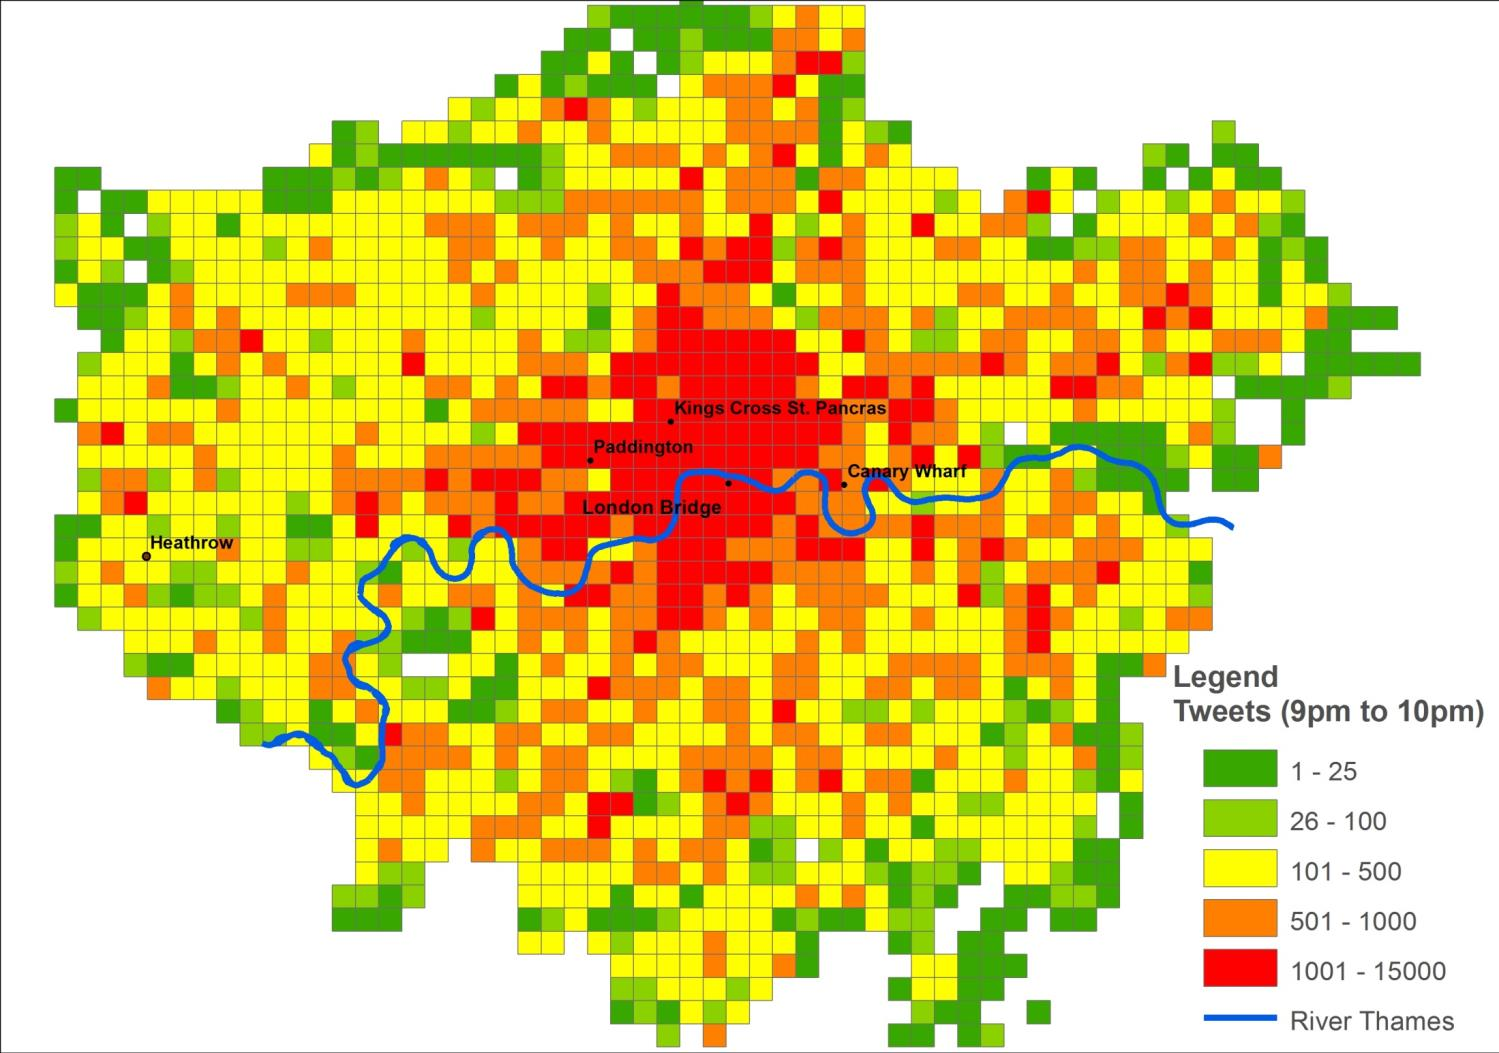 Kings Cross St. Pancras
Paddington
Canary Wharf
London Bridge
Heathrow
Legend
Tweets (9pm to 10pm)
1 - 25
26 - 100
101 - 500
501 - 1000
1001 - 15000
River Thames